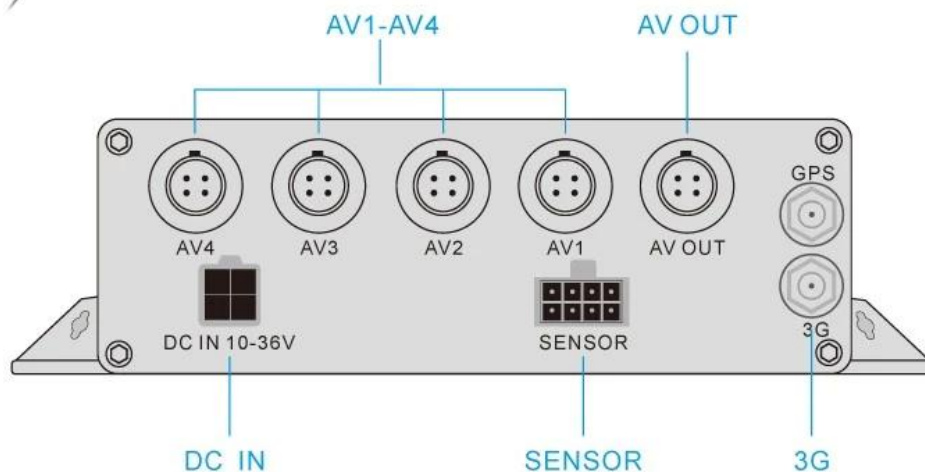 AV1-AV4
AV OUT
GPS
AV4
AV3
AV2
AV1
AV OUT
DC IN 10-36V
SENSOR
3G
DC IN
SENSOR
3G